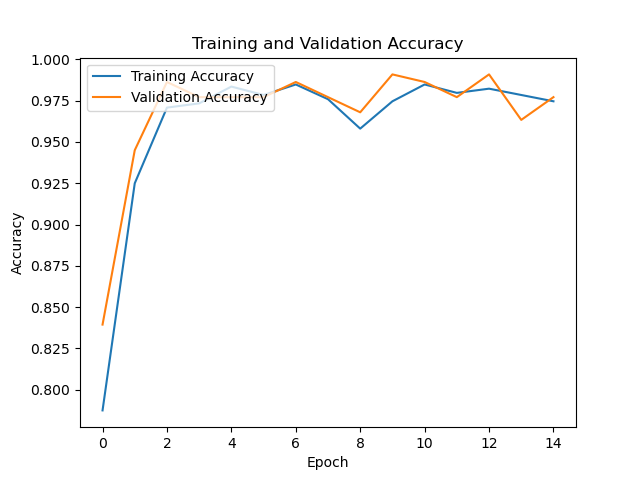 Training and Validation Accuracy
Training Accuracy
Validation Accuracy
1.000
0.975
0.950
0.925
0.900
0.875
0.850
0.825
0.800
Accuracy
0 2 4 6 8 10 12 14
Epoch